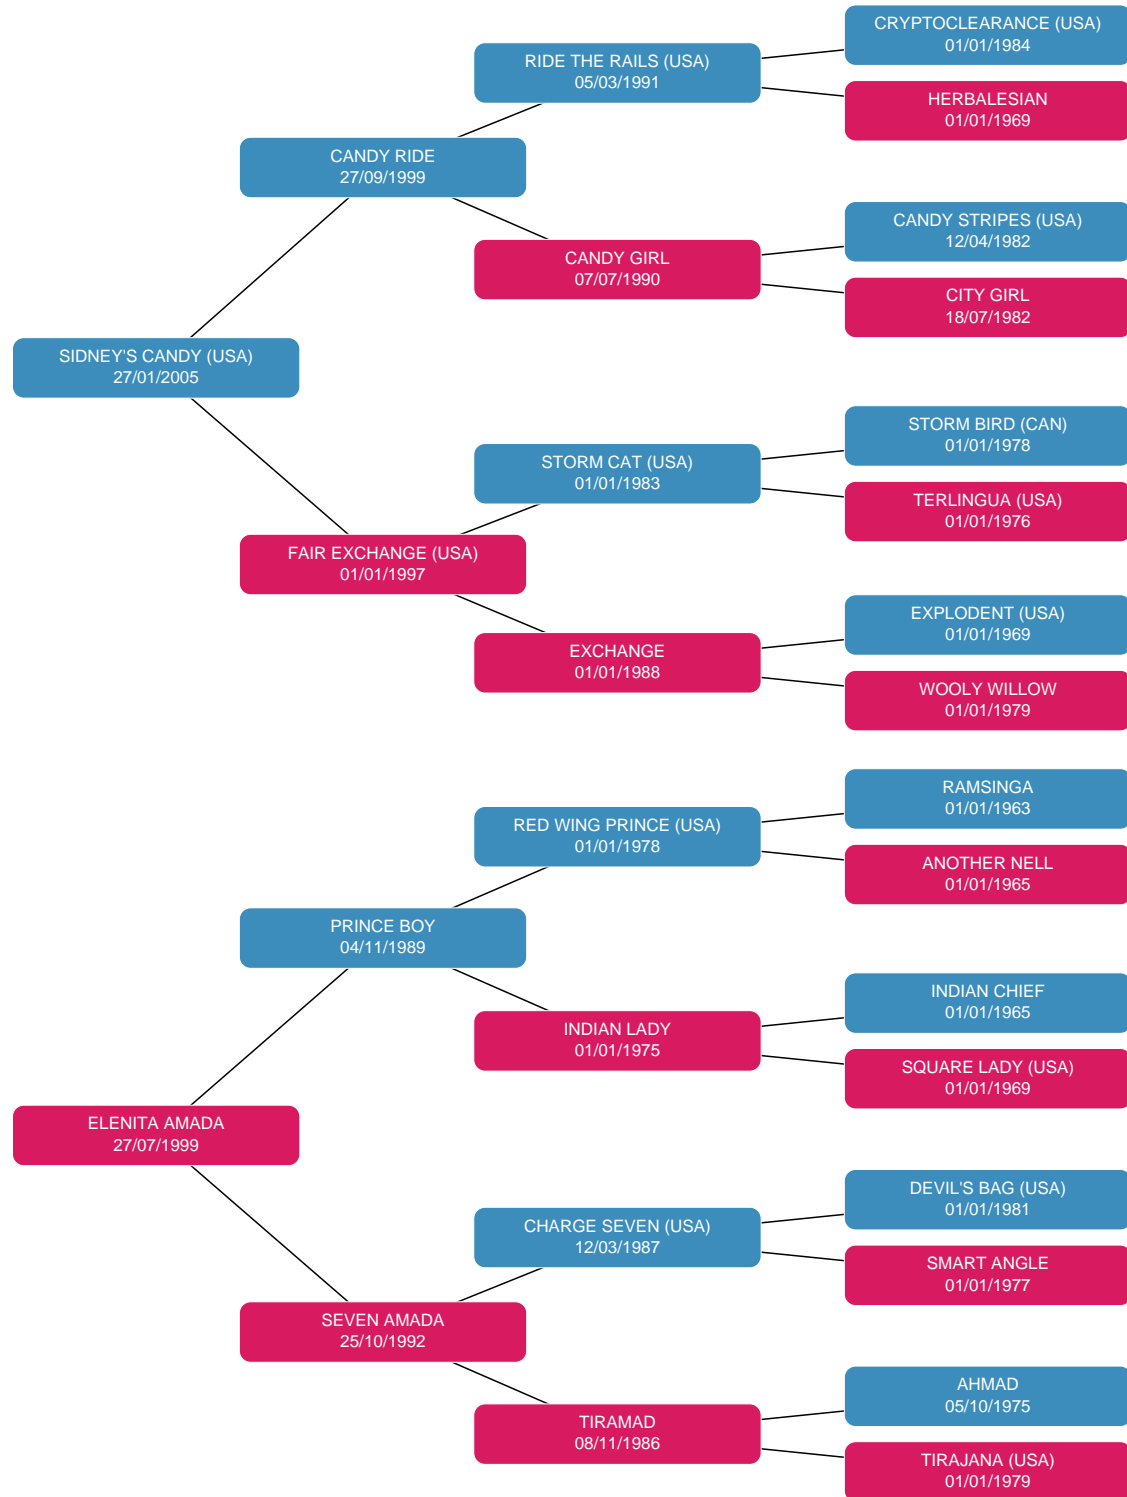 CRYPTOCLEARANCE (USA)
01/01/1984
RIDE THE RAILS (USA)
05/03/1991
HERBALESIAN
01/01/1969
CANDY RIDE
27/09/1999
CANDY STRIPES (USA)
12/04/1982
CANDY GIRL
07/07/1990
CITY GIRL
18/07/1982
SIDNEY'S CANDY (USA)
27/01/2005
STORM BIRD (CAN)
01/01/1978
STORM CAT (USA)
01/01/1983
TERLINGUA (USA)
01/01/1976
FAIR EXCHANGE (USA)
01/01/1997
EXPLODENT (USA)
01/01/1969
EXCHANGE
01/01/1988
WOOLY WILLOW
01/01/1979
RAMSINGA
01/01/1963
RED WING PRINCE (USA)
01/01/1978
ANOTHER NELL
01/01/1965
PRINCE BOY
04/11/1989
INDIAN CHIEF
01/01/1965
INDIAN LADY
01/01/1975
SQUARE LADY (USA)
01/01/1969
ELENITA AMADA
27/07/1999
DEVIL'S BAG (USA)
01/01/1981
CHARGE SEVEN (USA)
12/03/1987
SMART ANGLE
01/01/1977
SEVEN AMADA
25/10/1992
AHMAD
05/10/1975
TIRAMAD
08/11/1986
TIRAJANA (USA)
01/01/1979